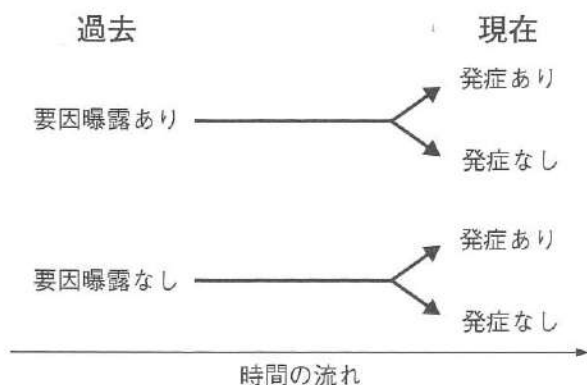 過去
現在
要因曝露あり
発症あり
発症なし
要因曝露なし
発症あり
発症なし
時間の流れ